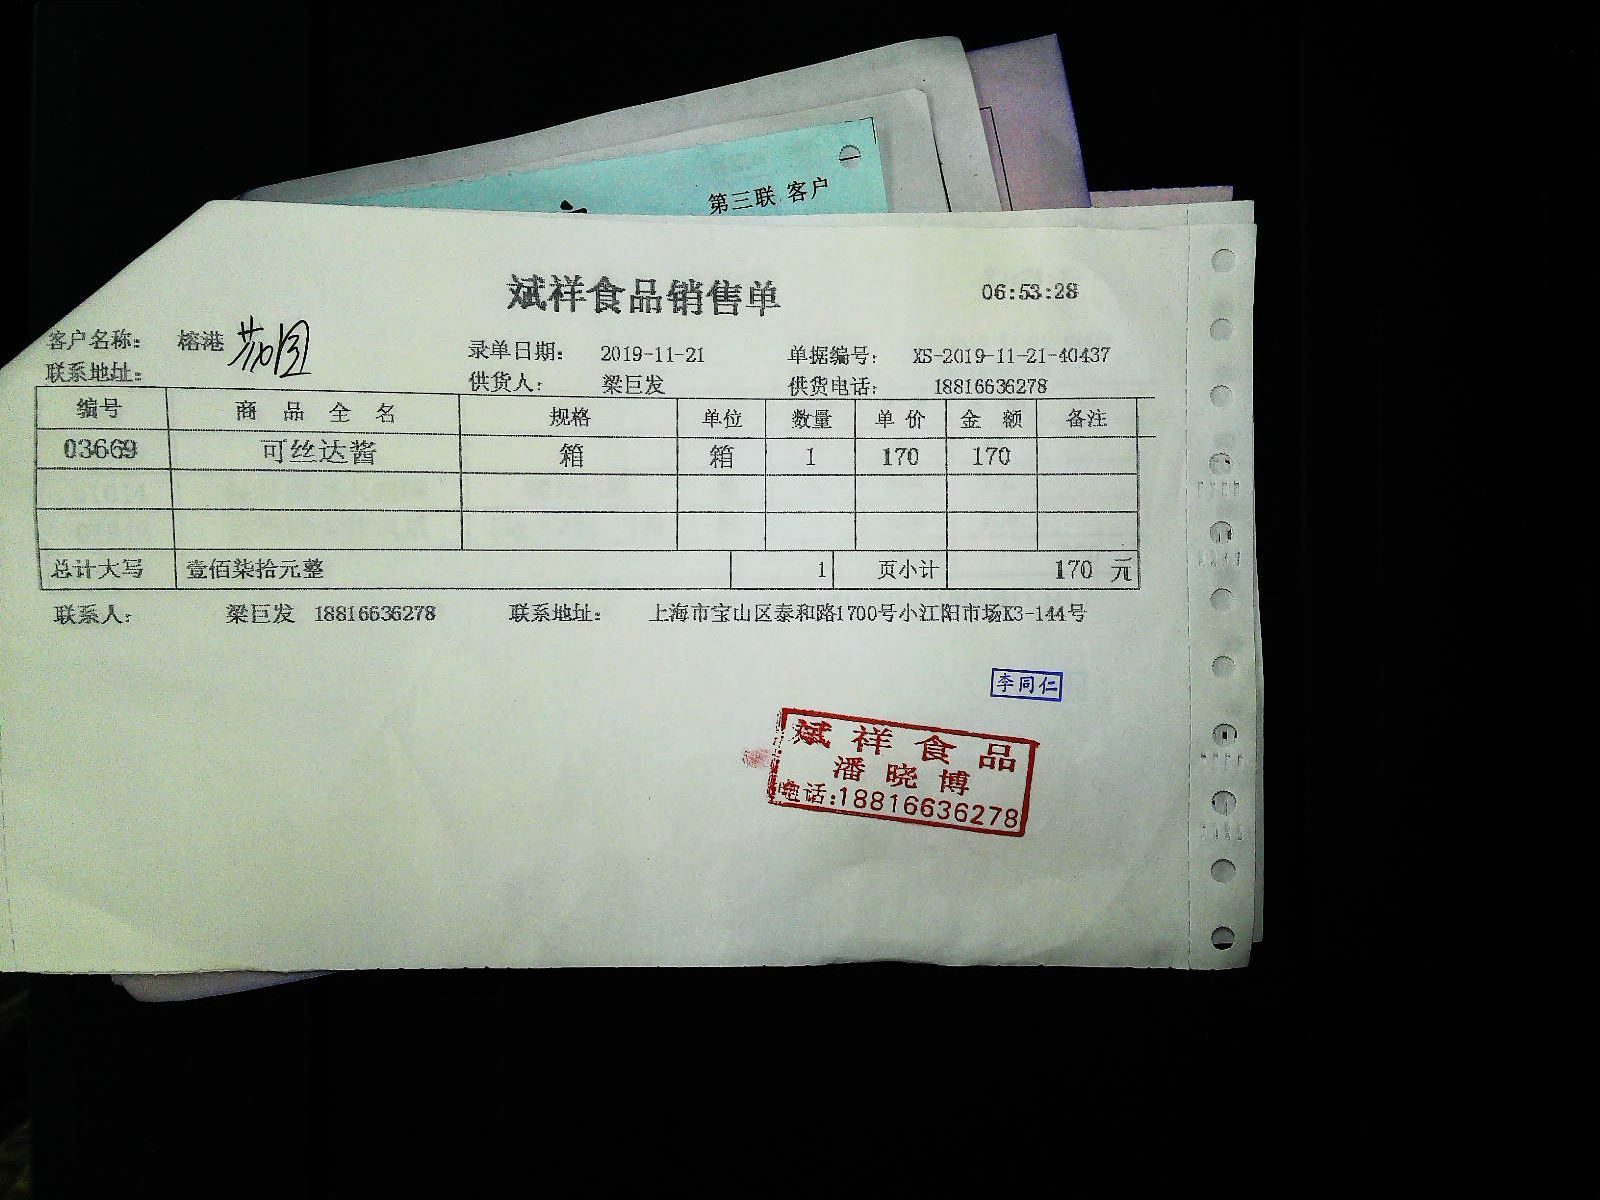 第三联 客户
斌祥食品销售单
06:53:28
客户名称： 榕港
录单日期： 2019-11-21 单据编号： XS-2019-11-21-40437
联系地址：
供货人： 梁巨发 供货电话： 18816636278
编号 商 品 全 名 规格 单位 数量 单 价 金 额 备注
03669 可丝达酱 箱 箱 1 170 170
总计大写 壹佰柒拾元整 1 页小计 170 元
联系人： 梁巨发 18816636278 联系地址： 上海市宝山区泰和路1700号小江阳市场K3-144号
李同仁
斌祥食品
潘晓博
电话:18816636278